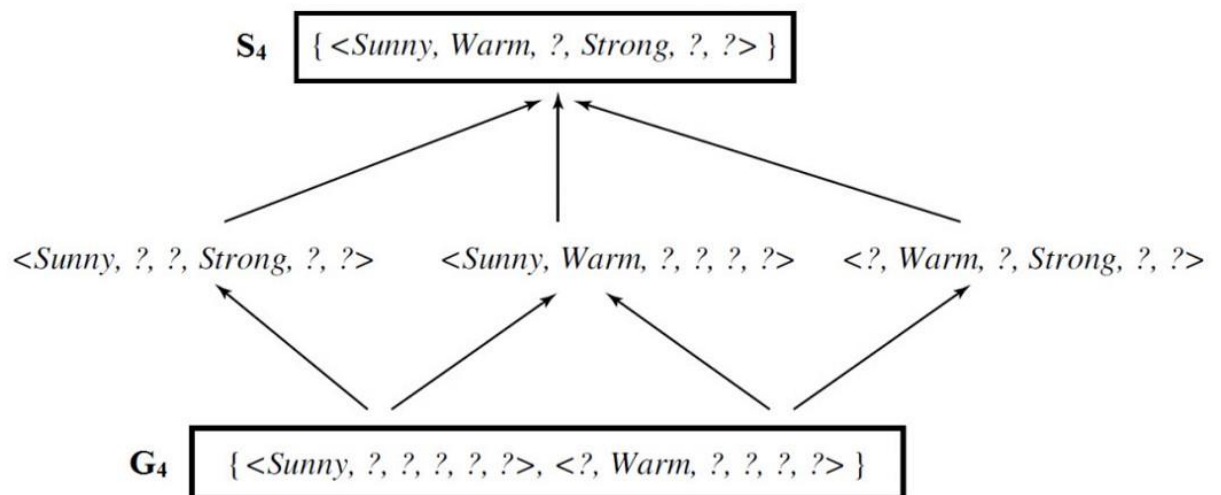 S₄ { <Sunny, Warm, ?, Strong, ?, ?> }
<Sunny, ?, ?, Strong, ?, ?> <Sunny, Warm, ?, ?, ?, ?> <?, Warm, ?, Strong, ?, ?>
G₄ { <Sunny, ?, ?, ?, ?, ?>, <?, Warm, ?, ?, ?, ?> }